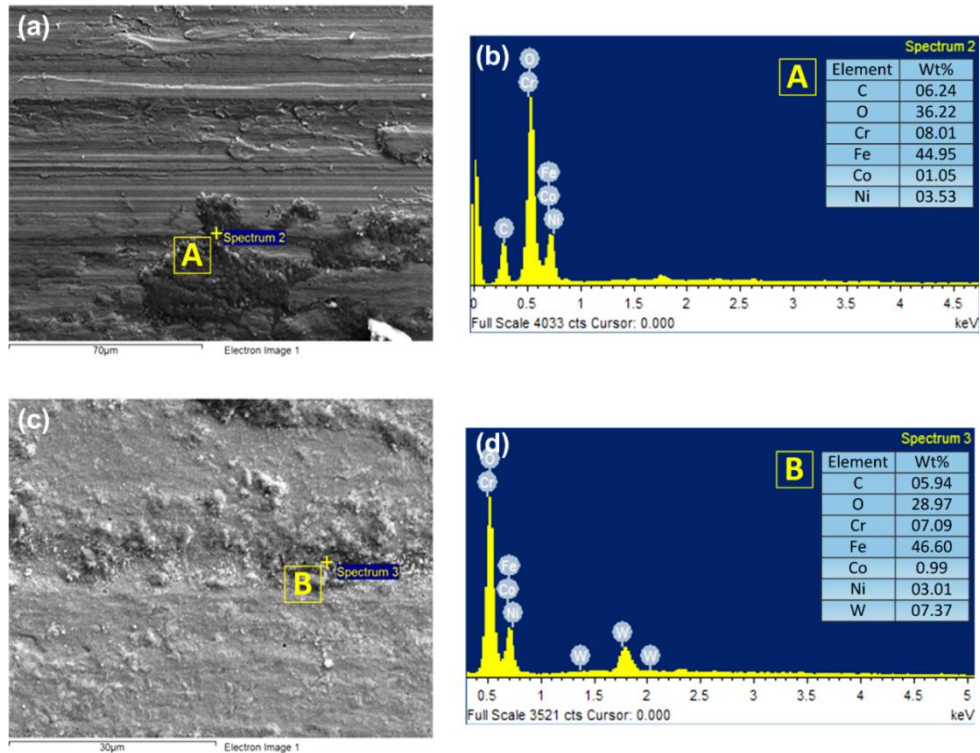 (a)
A
Spectrum 2
70µm Electron Image 1
(b)
Spectrum 2
A
Element Wt%
C 06.24
O 36.22
Cr 08.01
Fe 44.95
Co 01.05
Ni 03.53
O
Cr
Fe
Co
C
Ni
0 0.5 1 1.5 2 2.5 3 3.5 4 4.5
Full Scale 4033 cts Cursor: 0.000 keV
(c)
B
Spectrum 3
30µm Electron Image 1
(d)
Spectrum 3
B
Element Wt%
C 05.94
O 28.97
Cr 07.09
Fe 46.60
Co 0.99
Ni 03.01
W 07.37
O
Cr
Fe
Co
Ni
W
W W
0.5 1 1.5 2 2.5 3 3.5 4 4.5 5
Full Scale 3521 cts Cursor: 0.000 keV